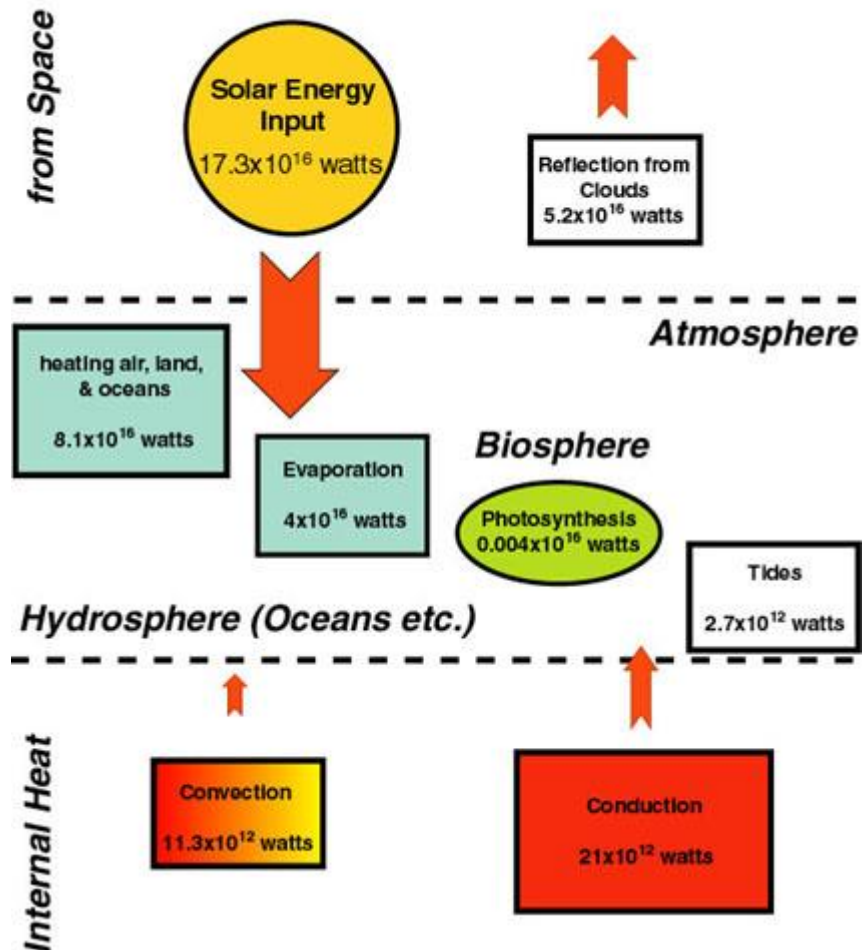 from Space
Solar Energy
Input
17.3x10¹⁶ watts
Reflection from
Clouds
5.2x10¹⁶ watts
Atmosphere
heating air, land,
& oceans
8.1x10¹⁶ watts
Evaporation
4x10¹⁶ watts
Biosphere
Photosynthesis
0.004x10¹⁶ watts
Tides
2.7x10¹² watts
Hydrosphere (Oceans etc.)
Internal Heat
Convection
11.3x10¹² watts
Conduction
21x10¹² watts